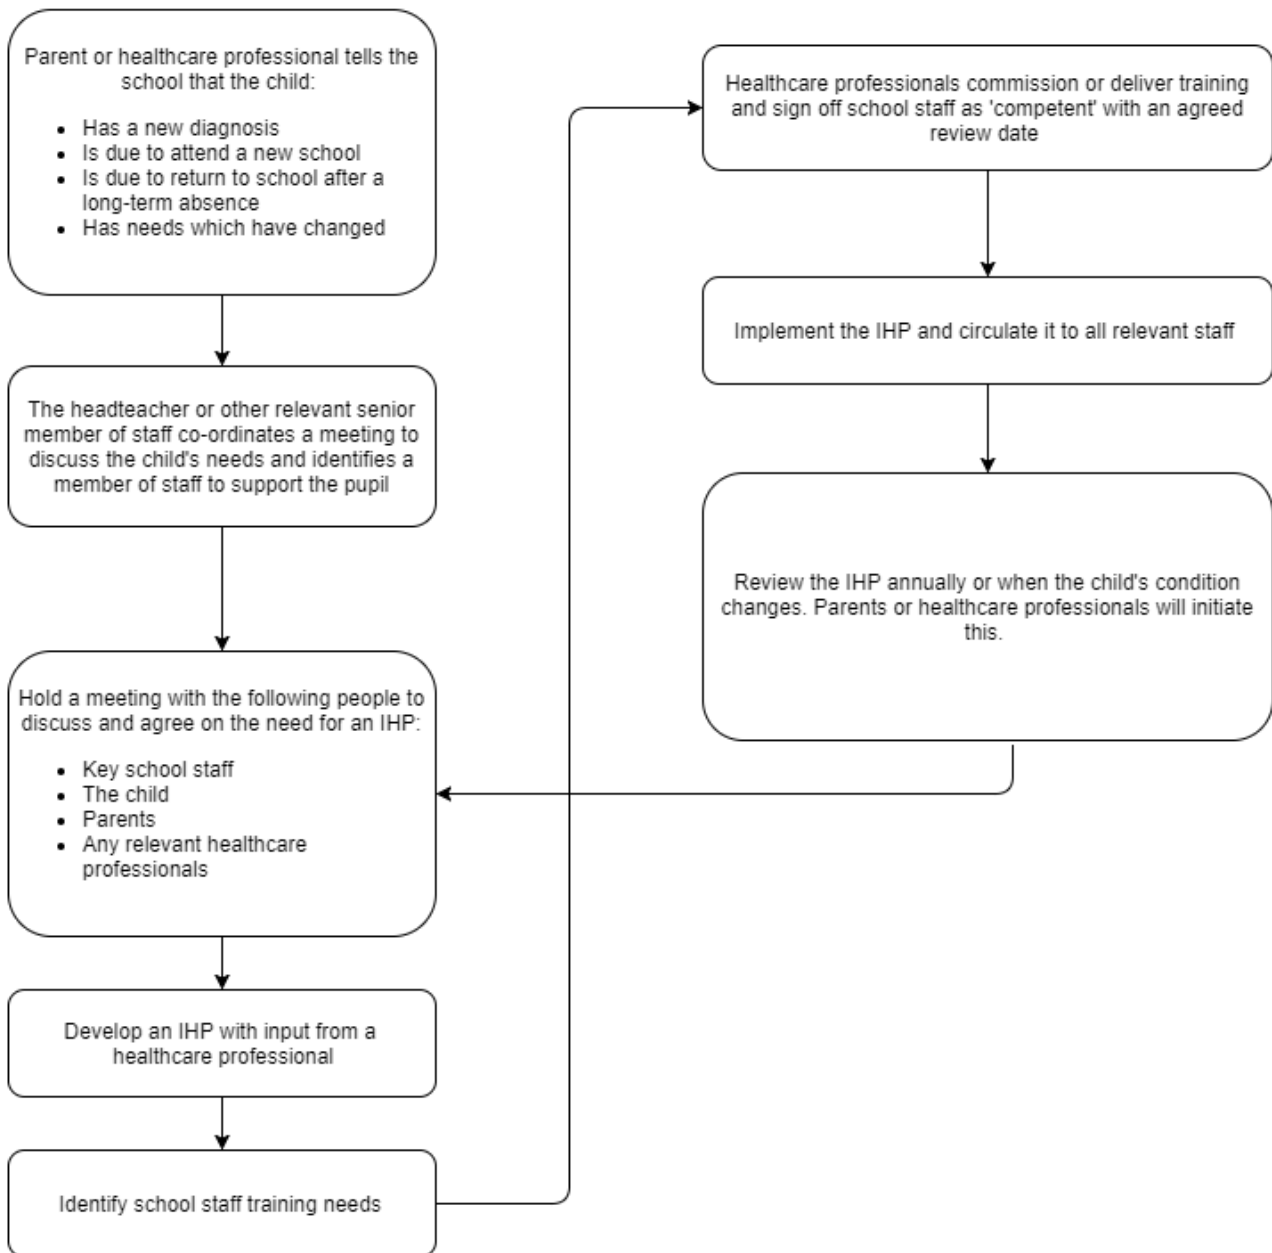 Parent or healthcare professional tells the
school that the child:
• Has a new diagnosis
• Is due to attend a new school
• Is due to return to school after a
long-term absence
• Has needs which have changed
The headteacher or other relevant senior
member of staff co-ordinates a meeting to
discuss the child's needs and identifies a
member of staff to support the pupil
Hold a meeting with the following people to
discuss and agree on the need for an IHP:
• Key school staff
• The child
• Parents
• Any relevant healthcare
professionals
Develop an IHP with input from a
healthcare professional
Identify school staff training needs
Healthcare professionals commission or deliver training
and sign off school staff as 'competent' with an agreed
review date
Implement the IHP and circulate it to all relevant staff
Review the IHP annually or when the child's condition
changes. Parents or healthcare professionals will initiate
this.